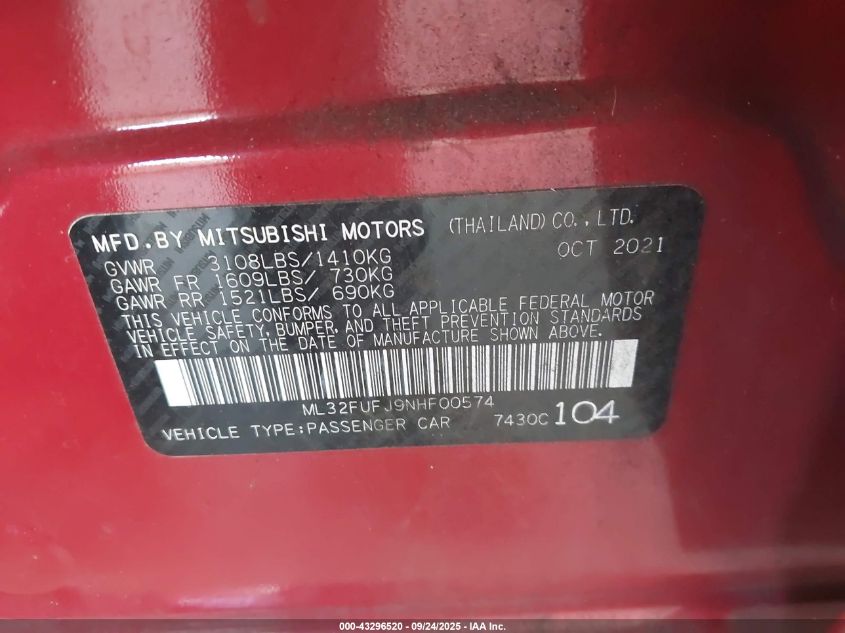 MFD.BY MITSUBISHI MOTORS (THAILAND) CO., LTD.
GVWR 3108LBS/1410KG OCT 2021
GAWR FR 1609LBS/ 730KG
GAWR RR 1521LBS/ 690KG
THIS VEHICLE CONFORMS TO ALL APPLICABLE FEDERAL MOTOR
VEHICLE SAFETY, BUMPER, AND THEFT PREVENTION STANDARDS
IN EFFECT ON THE DATE OF MANUFACTURE SHOWN ABOVE.
ML32FUFJ9NHF00574
VEHICLE TYPE:PASSENGER CAR 7430C 104
000-43296520 - 09/24/2025 - IAA Inc.